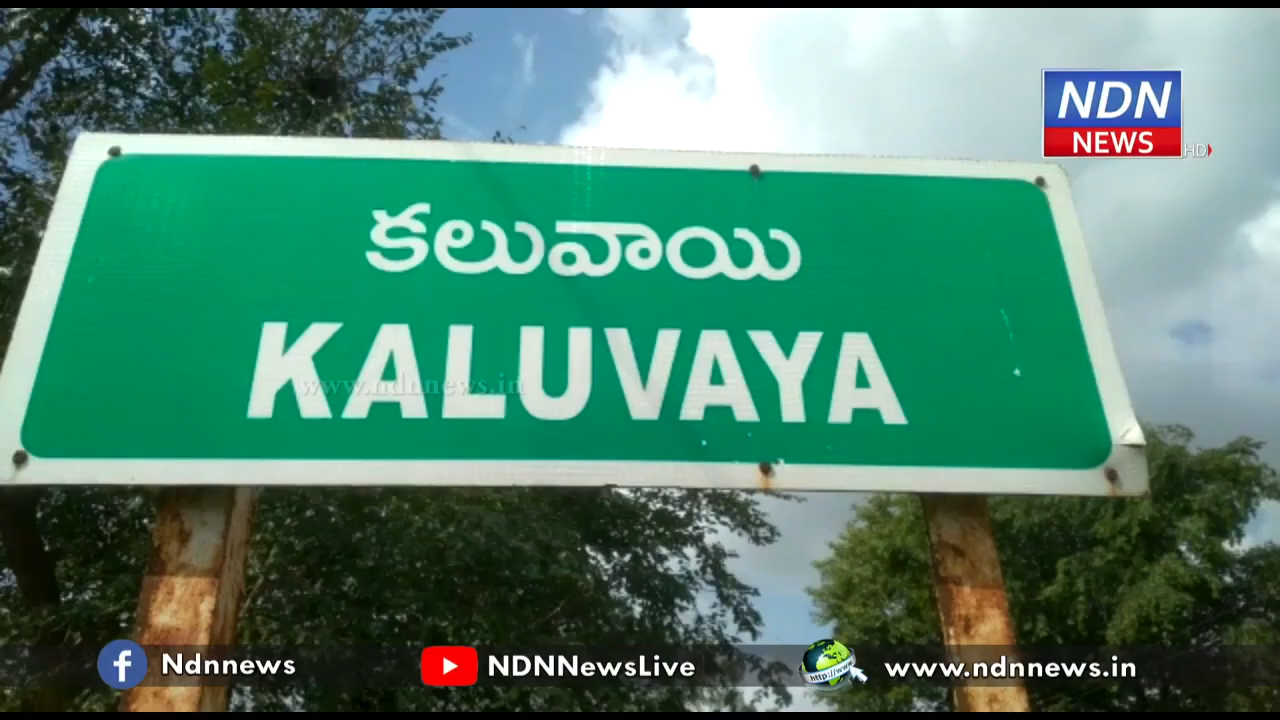 NDN
NEWS
HD
కలువాయి
KALUVAYA
www.ndnnews.in
f Ndnnews
NDNNewsLive
http://www
www.ndnnews.in